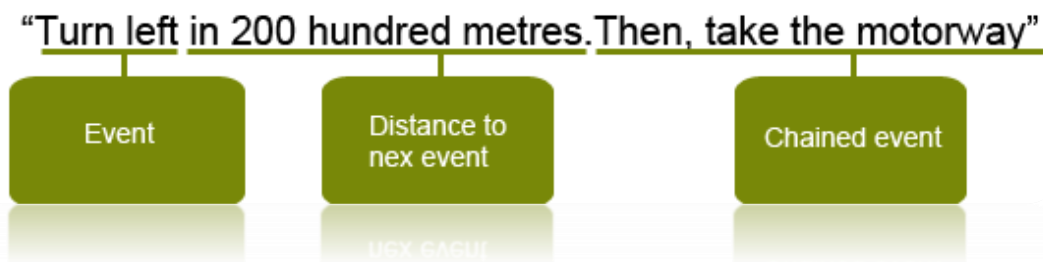 “Turn left in 200 hundred metres.Then, take the motorway”
Event
Distance to
nex event
Chained event